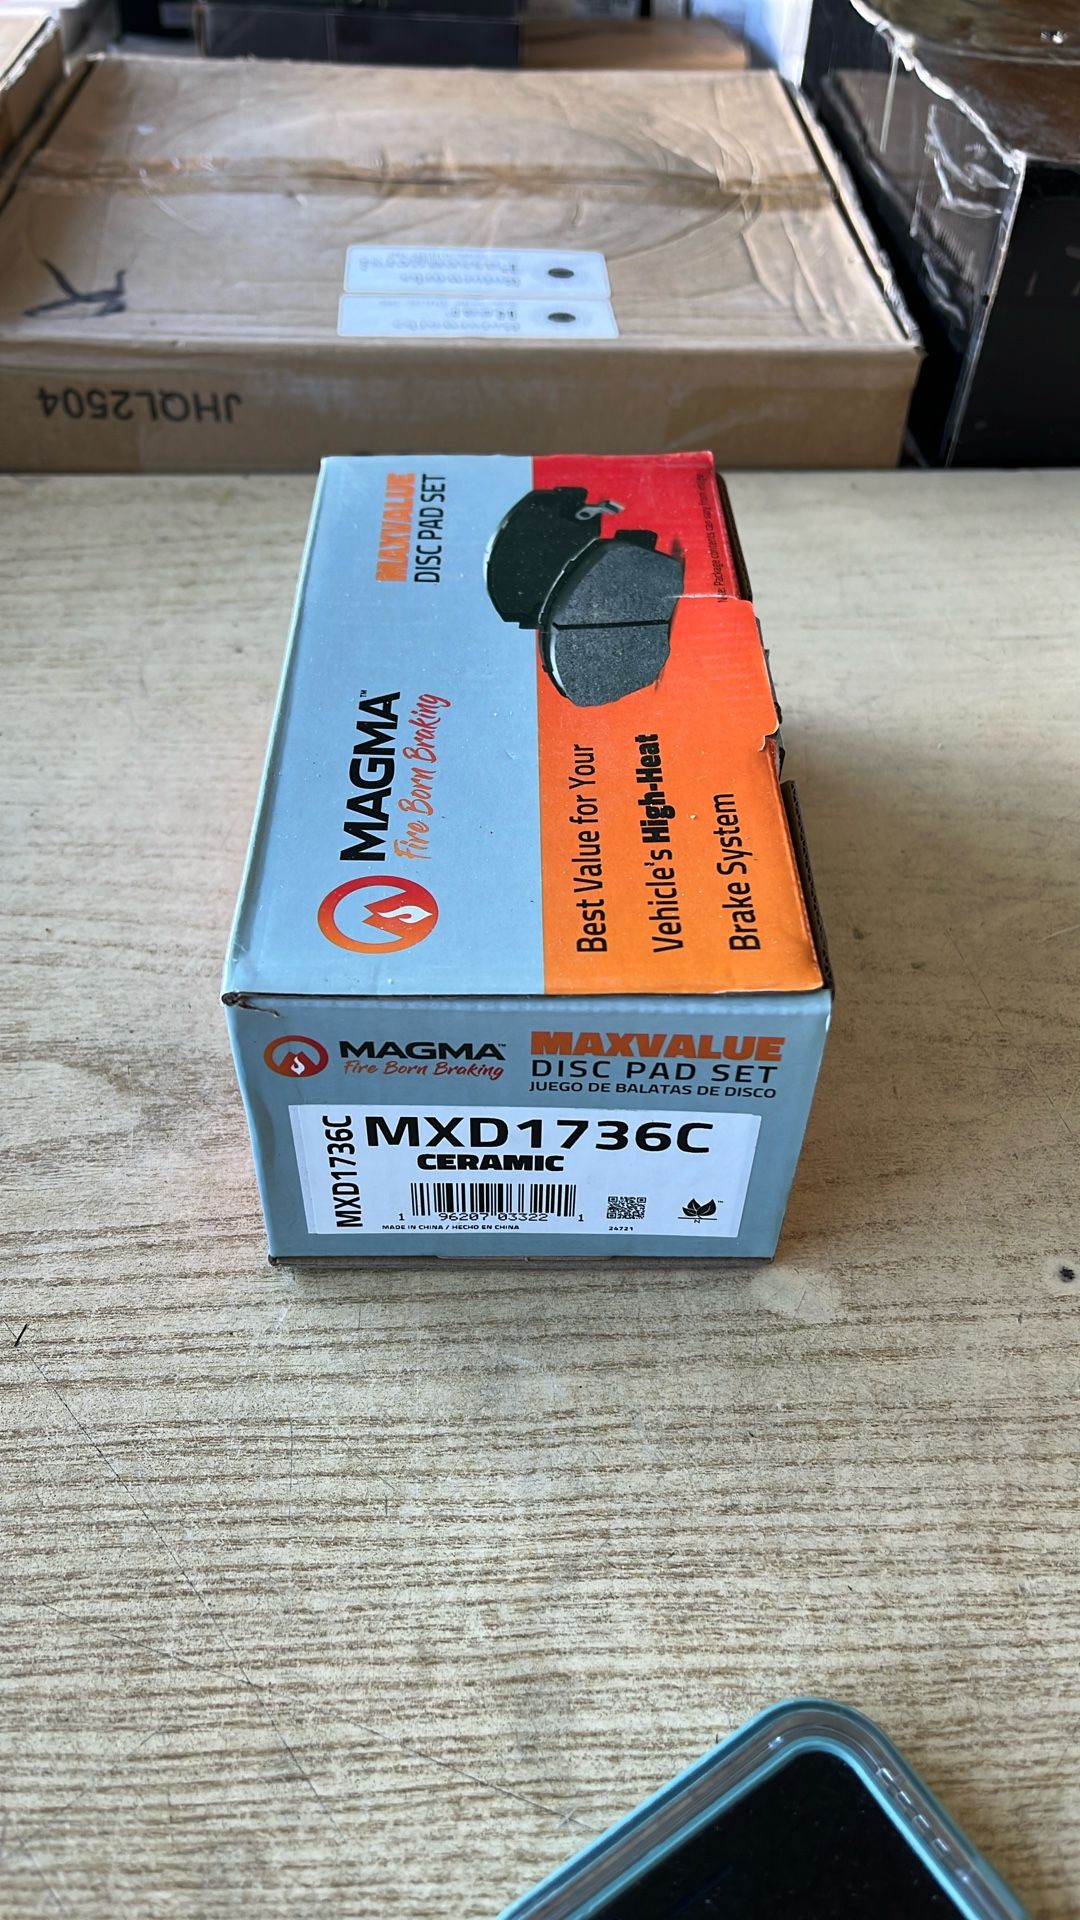 JHQL2504
MAXVALUE
DISC PAD SET
MAGMA™
Fire Born Braking
Best Value for Your
Vehicle's High-Heat
Brake System
MAGMA™
Fire Born Braking
MAXVALUE
DISC PAD SET
JUEGO DE BALATAS DE DISCO
MXD1736C
MXD1736C
CERAMIC
1 96207 03322 1
MADE IN CHINA / HECHO EN CHINA
24721